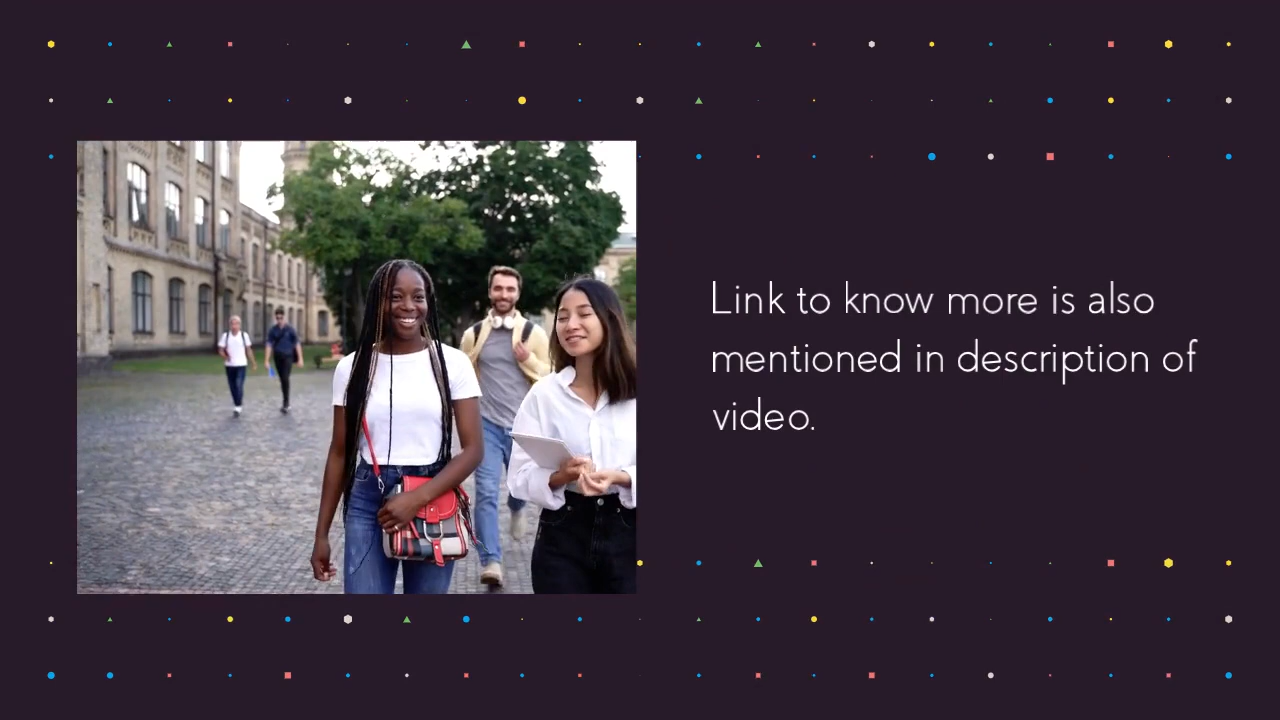 Link to know more is also
mentioned in description of
video.